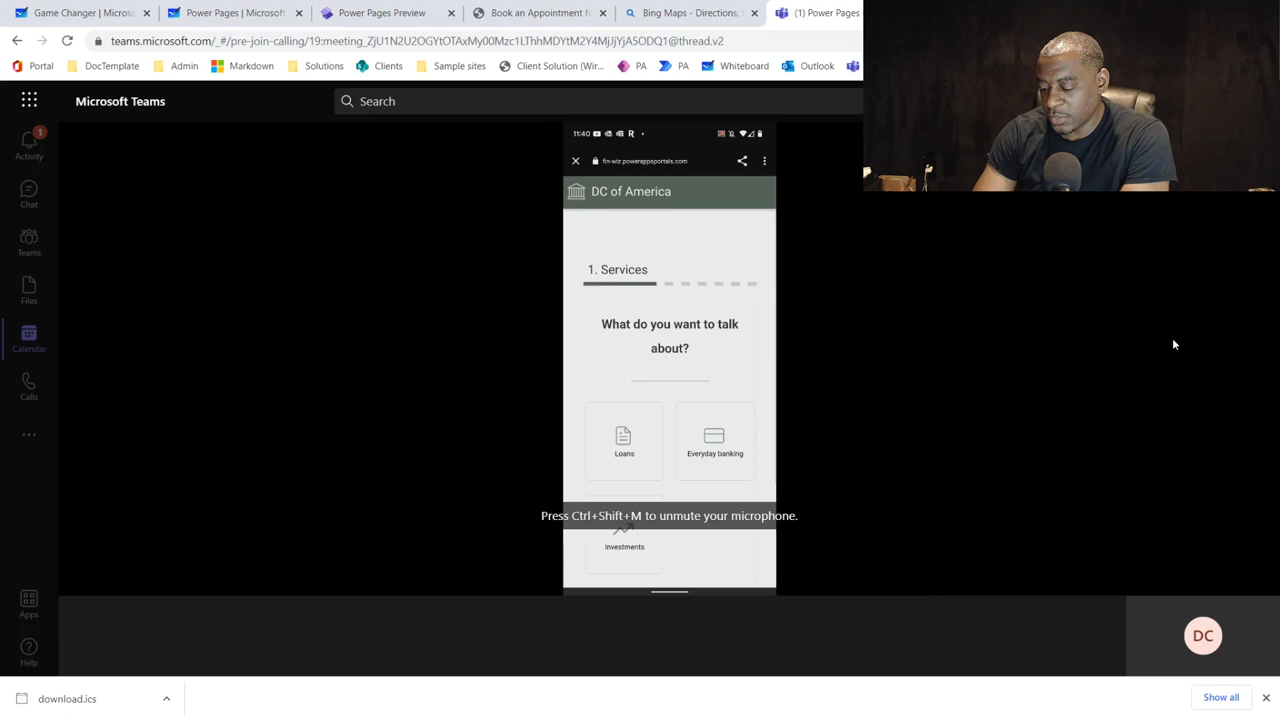 Game Changer | Microsoft
Power Pages | Microsoft
Power Pages Preview
Book an Appointment fo
Bing Maps - Directions, t
(1) Power Pages
teams.microsoft.com/_#/pre-join-calling/19:meeting_ZjU1N2U2OGYtOTAxMy00Mzc1LThhMDYtM2Y4MjJjYjA5ODQ1@thread.v2
Portal
DocTemplate
Admin
Markdown
Solutions
Clients
Sample sites
Client Solution (Wir...
PA
PA
Whiteboard
Outlook
Microsoft Teams
Search
1
Activity
Chat
Teams
Files
Calendar
Calls
Apps
Help
11:40
R
fin-wiz.powerappsportals.com
DC of America
1. Services
What do you want to talk
about?
Loans
Everyday banking
Press Ctrl+Shift+M to unmute your microphone.
Investments
DC
download.ics
Show all